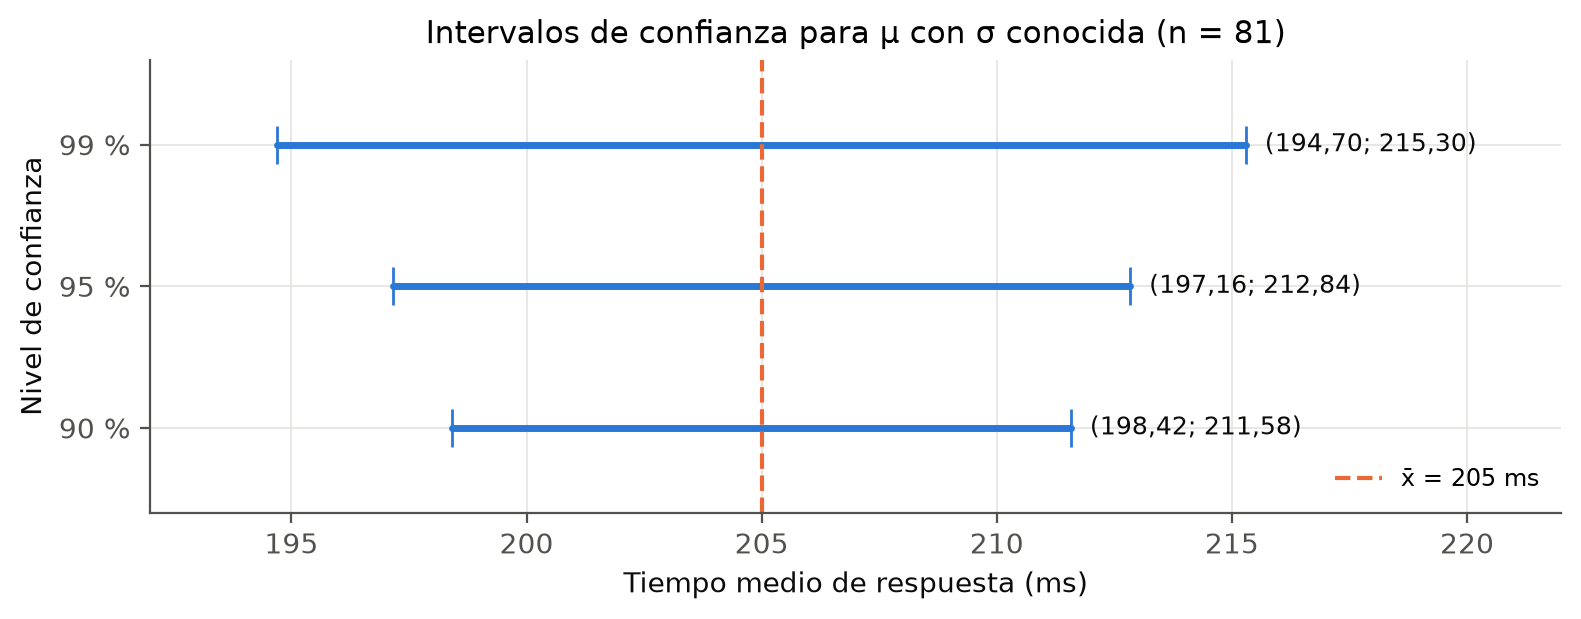 Intervalos de confianza para μ con σ conocida (n = 81)
Nivel de confianza
99 %
(194,70; 215,30)
95 %
(197,16; 212,84)
90 %
(198,42; 211,58)
x̄ = 205 ms
195 200 205 210 215 220
Tiempo medio de respuesta (ms)